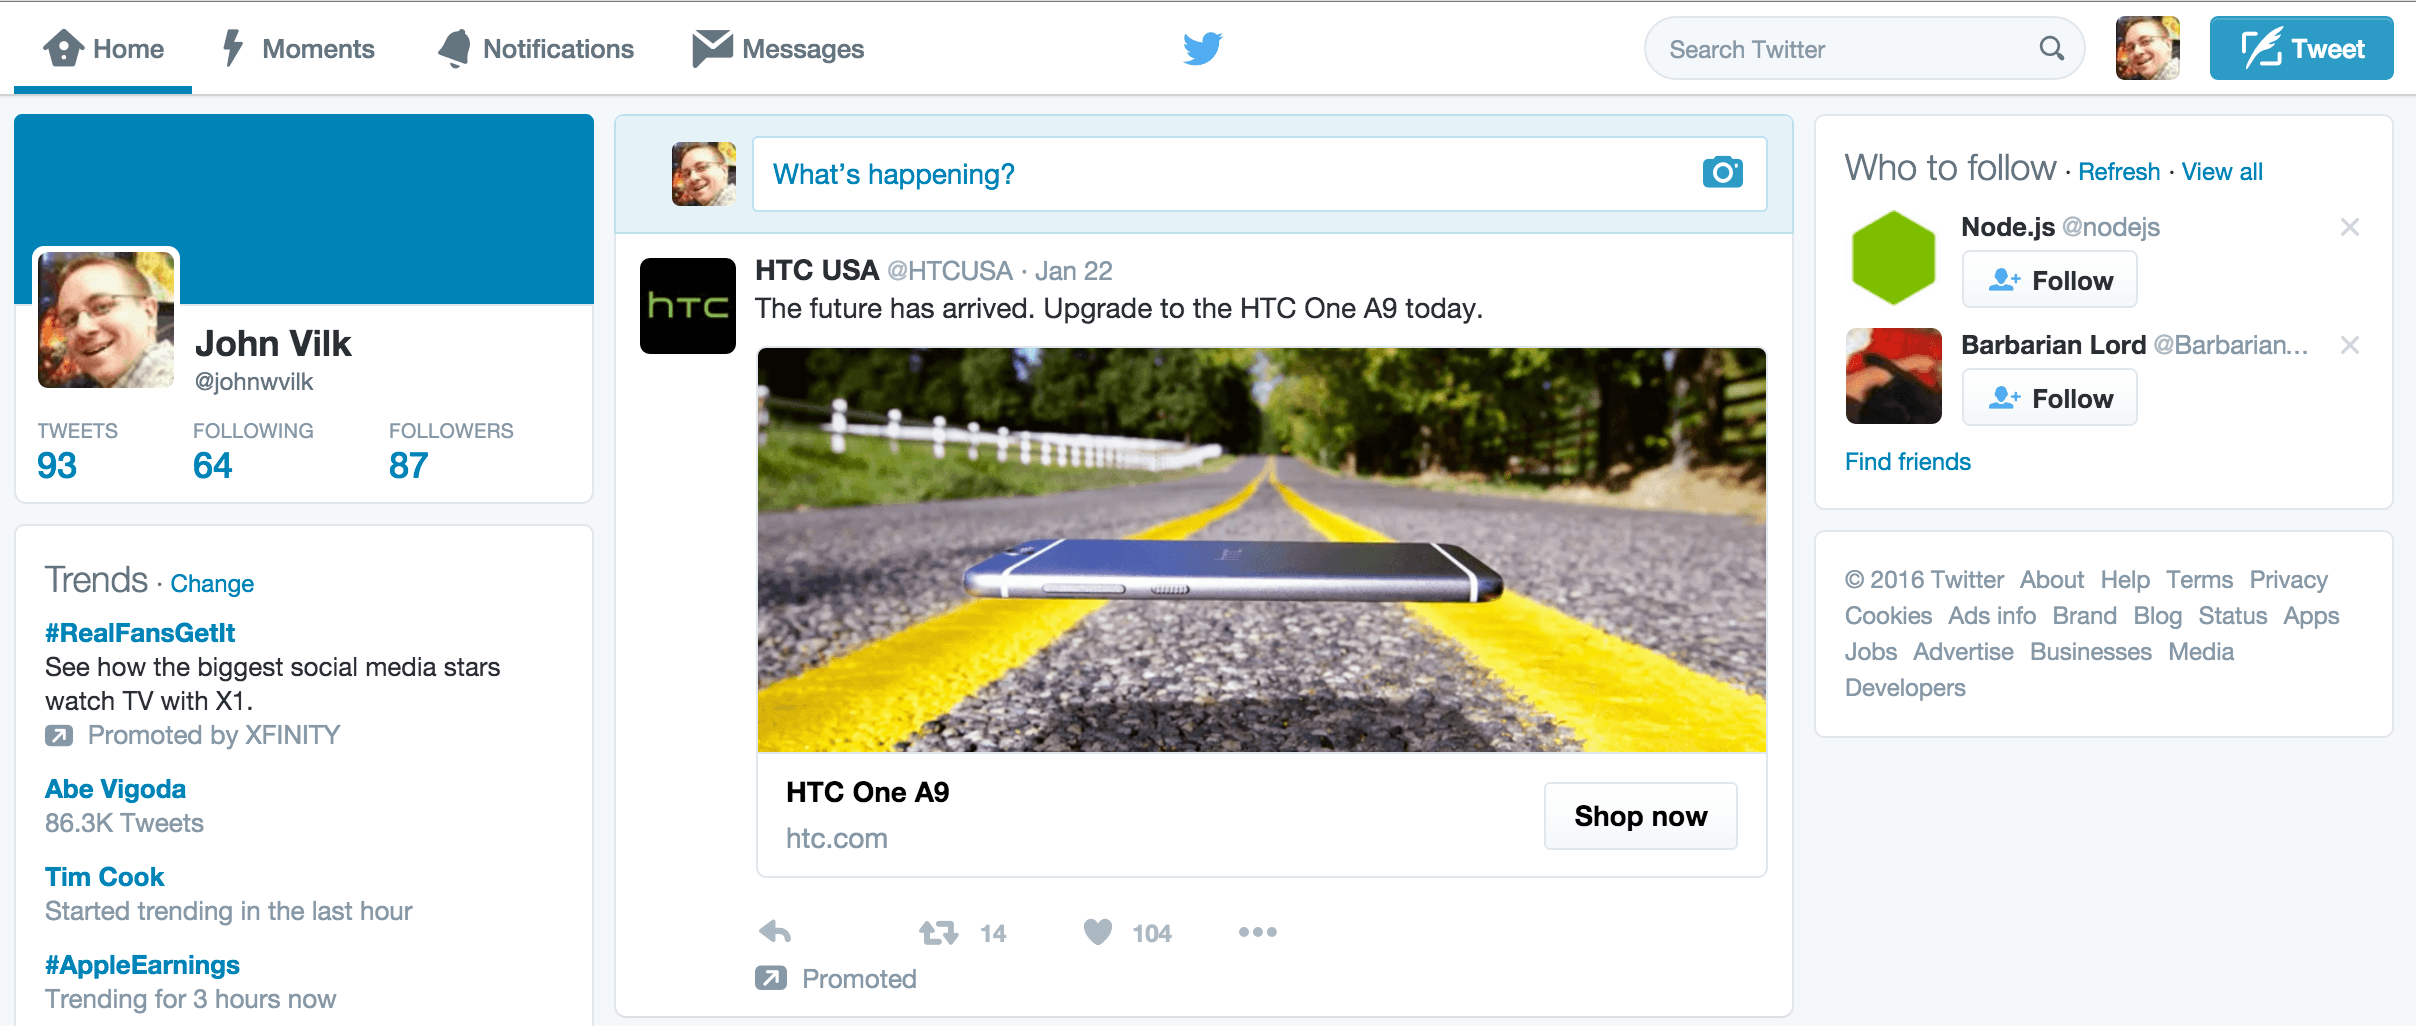 Home Moments Notifications Messages Search Twitter Tweet
John Vilk
@johnwvilk
TWEETS FOLLOWING FOLLOWERS
93 64 87
Trends · Change
#RealFansGetIt
See how the biggest social media stars
watch TV with X1.
Promoted by XFINITY
Abe Vigoda
86.3K Tweets
Tim Cook
Started trending in the last hour
#AppleEarnings
Trending for 3 hours now
What's happening?
hTC
HTC USA @HTCUSA · Jan 22
The future has arrived. Upgrade to the HTC One A9 today.
hTC
HTC One A9
htc.com
Shop now
14 104
Promoted
Who to follow · Refresh · View all
Node.js @nodejs
Follow
Barbarian Lord @Barbarian...
Follow
Find friends
© 2016 Twitter About Help Terms Privacy
Cookies Ads info Brand Blog Status Apps
Jobs Advertise Businesses Media
Developers